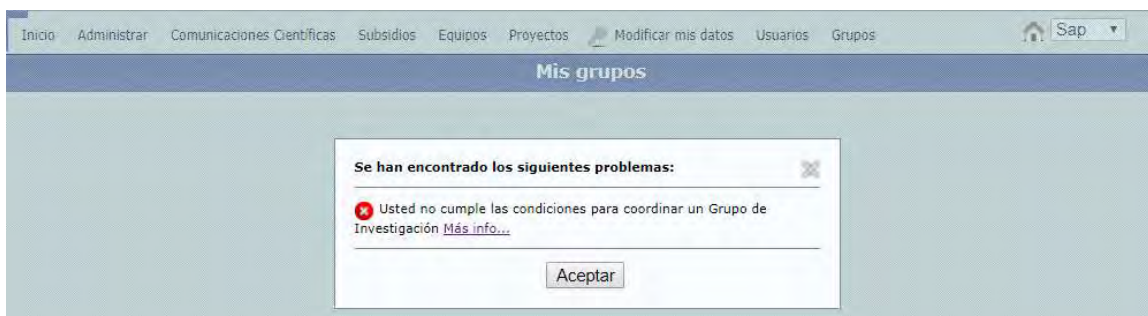 Inicio Administrar Comunicaciones Científicas Subsidios Equipos Proyectos Modificar mis datos Usuarios Grupos Sap
Mis grupos
Se han encontrado los siguientes problemas:
Usted no cumple las condiciones para coordinar un Grupo de
Investigación Más info...
Aceptar